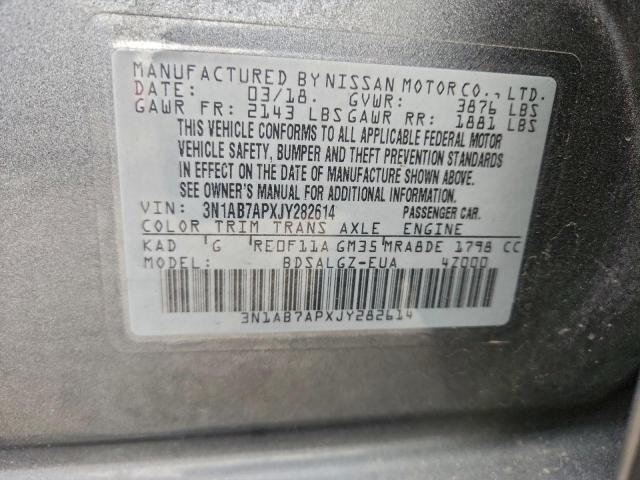 MANUFACTURED BY NISSAN MOTOR CO., LTD.
DATE: 03/18. GVWR: 3876 LBS
GAWR FR: 2143 LBS GAWR RR: 1881 LBS
THIS VEHICLE CONFORMS TO ALL APPLICABLE FEDERAL MOTOR
VEHICLE SAFETY, BUMPER AND THEFT PREVENTION STANDARDS
IN EFFECT ON THE DATE OF MANUFACTURE SHOWN ABOVE.
SEE OWNER'S MANUAL FOR ADDITIONAL INFORMATION.
VIN: 3N1AB7APXJY282614 PASSENGER CAR.
COLOR TRIM TRANS AXLE ENGINE
KAD G RE0F11A GM35 MRA8DE 1798 CC
MODEL: BDSALGZ-EUA 4Z000
3N1AB7APXJY282614